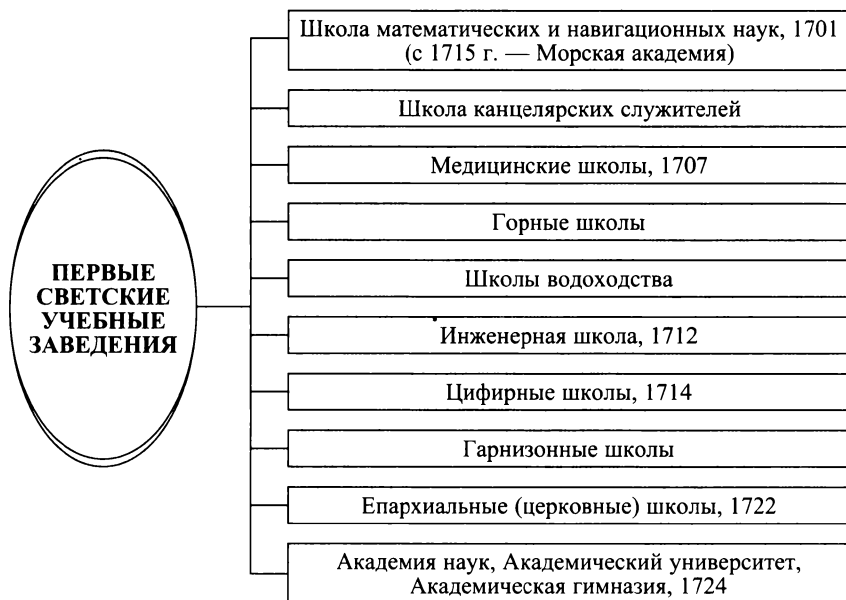 Школа математических и навигационных наук, 1701
(с 1715 г. — Морская академия)
Школа канцелярских служителей
Медицинские школы, 1707
Горные школы
Школы водоходства
ПЕРВЫЕ
СВЕТСКИЕ
УЧЕБНЫЕ
ЗАВЕДЕНИЯ
Инженерная школа, 1712
Цифирные школы, 1714
Гарнизонные школы
Епархиальные (церковные) школы, 1722
Академия наук, Академический университет,
Академическая гимназия, 1724